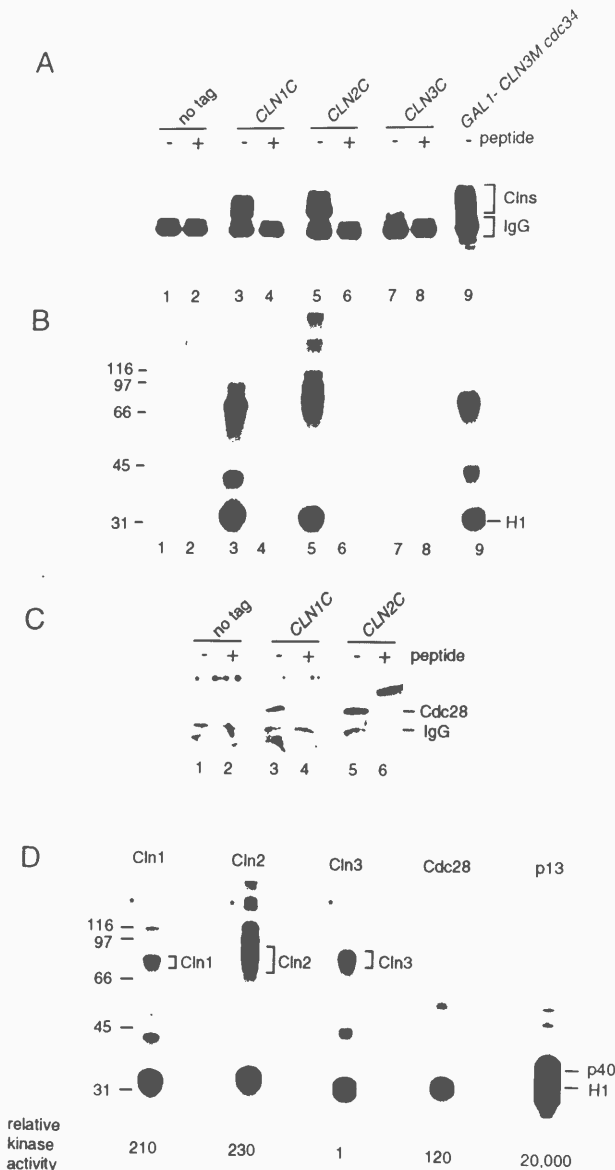 A
no tag CLN1C CLN2C CLN3C GAL1- CLN3M cdc34
- + - + - + - + - peptide
Clns
IgG
1 2 3 4 5 6 7 8 9
B
116
97
66
45
31
H1
1 2 3 4 5 6 7 8 9
C
no tag CLN1C CLN2C
- + - + - + peptide
Cdc28
IgG
1 2 3 4 5 6
D
Cln1 Cln2 Cln3 Cdc28 p13
116
97
Cln1 Cln2 Cln3
66
45
p40
31
H1
relative
kinase
activity
210 230 1 120 20,000